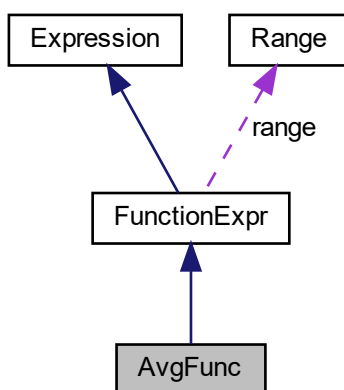 Expression
Range
range
FunctionExpr
AvgFunc